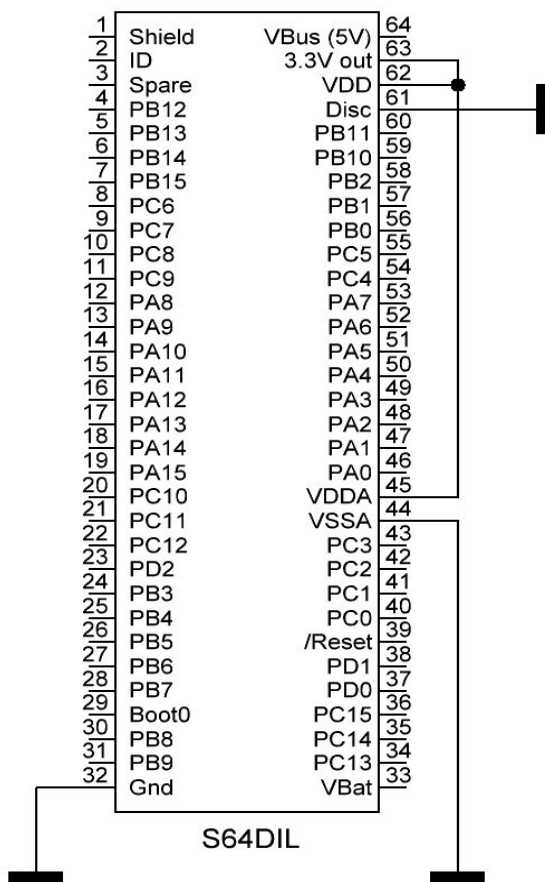 1 Shield VBus (5V) 64
2 ID 3.3V out 63
3 Spare VDD 62
4 PB12 Disc 61
5 PB13 PB11 60
6 PB14 PB10 59
7 PB15 PB2 58
8 PC6 PB1 57
9 PC7 PB0 56
10 PC8 PC5 55
11 PC9 PC4 54
12 PA8 PA7 53
13 PA9 PA6 52
14 PA10 PA5 51
15 PA11 PA4 50
16 PA12 PA3 49
17 PA13 PA2 48
18 PA14 PA1 47
19 PA15 PA0 46
20 PC10 VDDA 45
21 PC11 VSSA 44
22 PC12 PC3 43
23 PD2 PC2 42
24 PB3 PC1 41
25 PB4 PC0 40
26 PB5 /Reset 39
27 PB6 PD1 38
28 PB7 PD0 37
29 Boot0 PC15 36
30 PB8 PC14 35
31 PB9 PC13 34
32 Gnd VBat 33
S64DIL